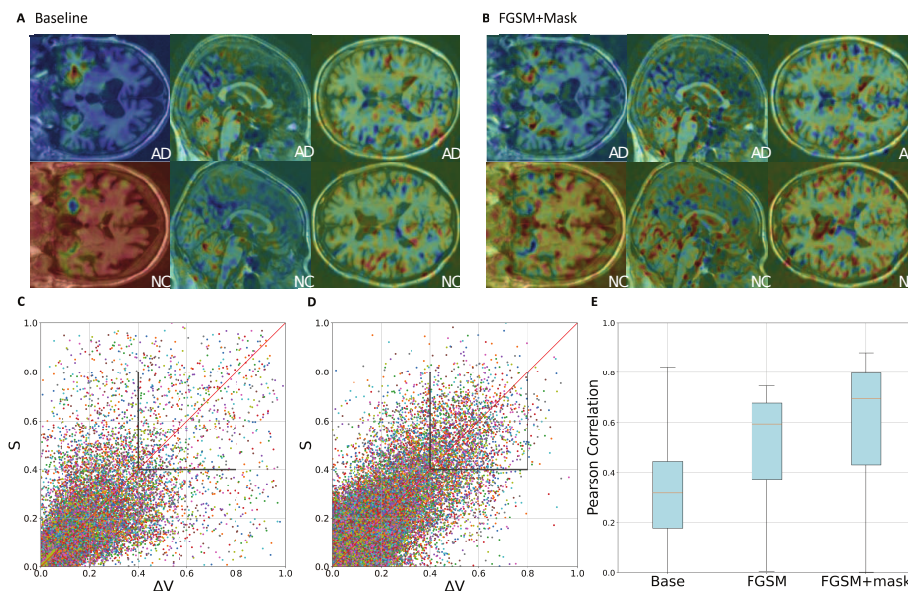 A Baseline
B FGSM+Mask
AD
AD
AD
AD
AD
A
NC
NC
NC
NC
NC
N
C
D
E
1.0
0.8
0.6
0.4
0.2
0.0
S
0.0 0.2 0.4 0.6 0.8 1.0
ΔV
1.0
0.8
0.6
0.4
0.2
0.0
S
0.0 0.2 0.4 0.6 0.8 1.0
ΔV
1.0
0.8
0.6
0.4
0.2
0.0
Pearson Correlation
Base FGSM FGSM+mask